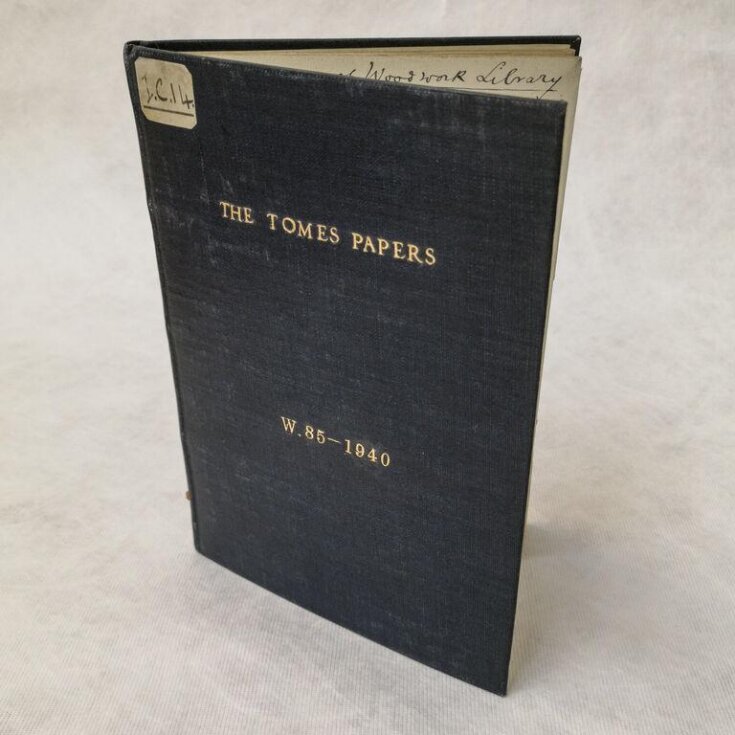 I.C.14.
Woodwork Library
THE TOMES PAPERS
W.85–1940